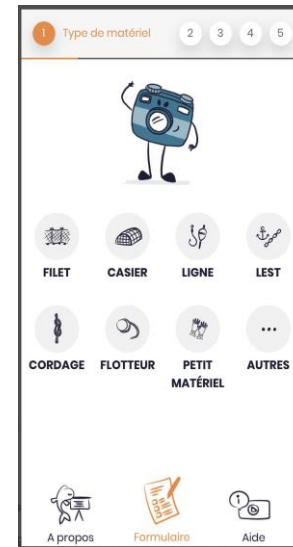 1 Type de matériel 2 3 4 5
FILET CASIER LIGNE LEST
CORDAGE FLOTTEUR PETIT MATÉRIEL AUTRES
A propos Formulaire Aide